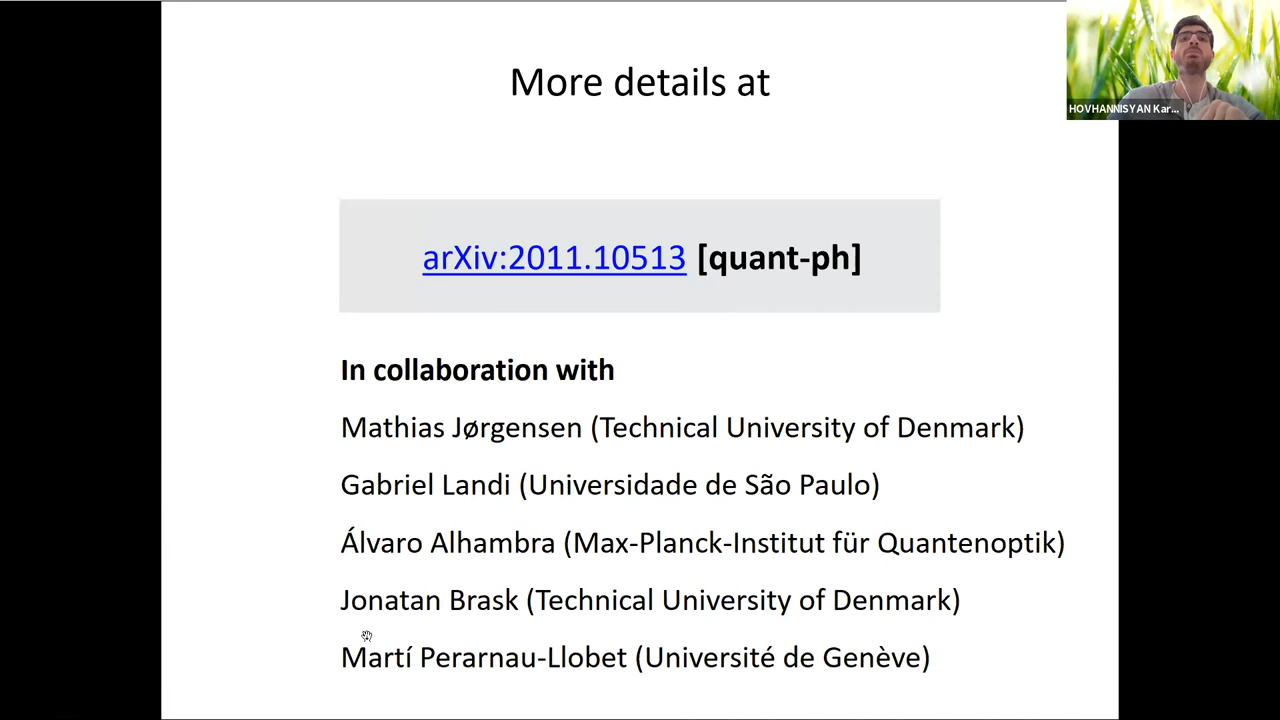 More details at
HOVHANNISYAN Kar...
arXiv:2011.10513 [quant-ph]
In collaboration with
Mathias Jørgensen (Technical University of Denmark)
Gabriel Landi (Universidade de São Paulo)
Álvaro Alhambra (Max-Planck-Institut für Quantenoptik)
Jonatan Brask (Technical University of Denmark)
Martí Perarnau-Llobet (Université de Genève)